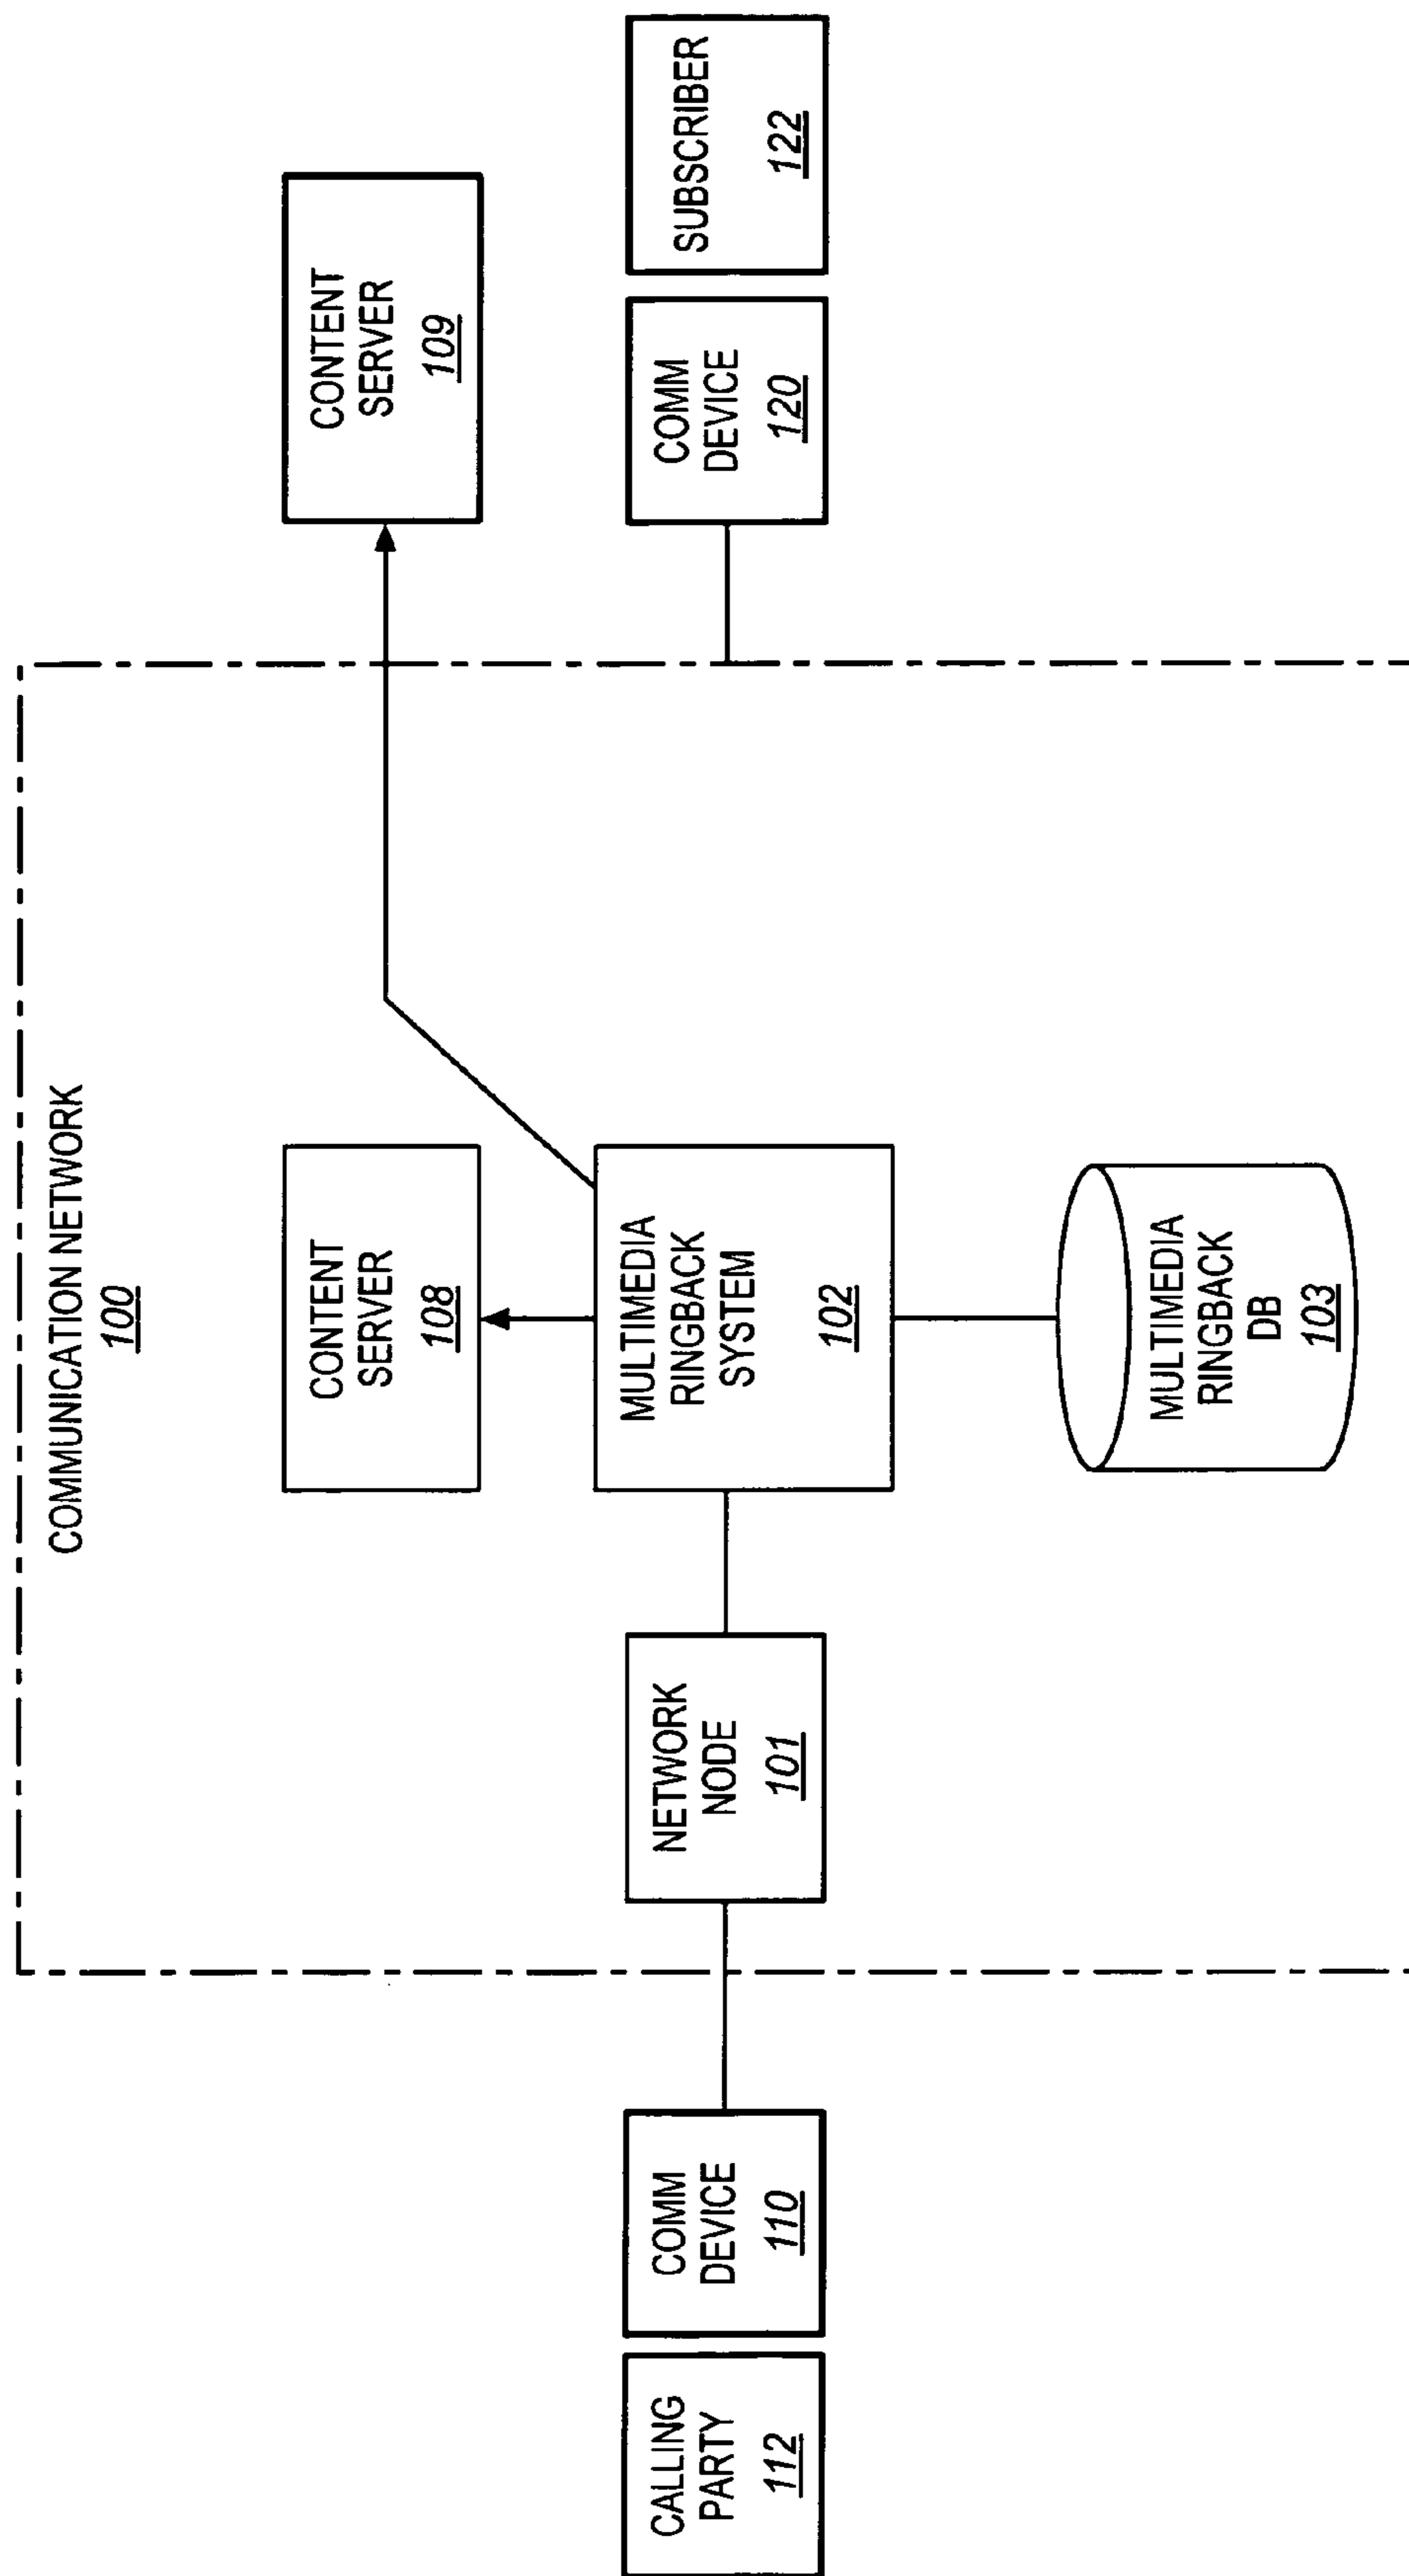 COMMUNICATION NETWORK
100
CONTENT
SERVER
108
CONTENT
SERVER
109
CALLING
PARTY
112
COMM
DEVICE
110
NETWORK
NODE
101
MULTIMEDIA
RINGBACK
SYSTEM
102
COMM
DEVICE
120
SUBSCRIBER
122
MULTIMEDIA
RINGBACK
DB
103